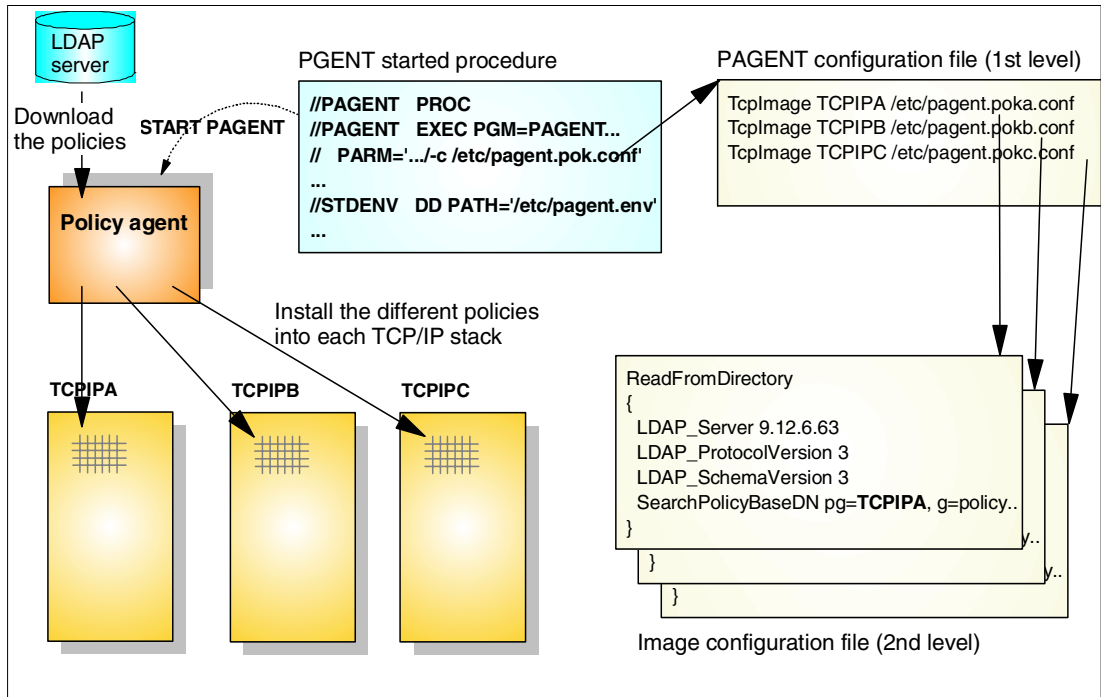 LDAP
server
Download
the policies
START PAGENT
Policy agent
PGENT started procedure
//PAGENT PROC
//PAGENT EXEC PGM=PAGENT...
// PARM='.../-c /etc/pagent.pok.conf'
...
//STDENV DD PATH='/etc/pagent.env'
...
PAGENT configuration file (1st level)
TcpImage TCPIPA /etc/pagent.poka.conf
TcpImage TCPIPB /etc/pagent.pokb.conf
TcpImage TCPIPC /etc/pagent.pokc.conf
Install the different policies
into each TCP/IP stack
TCPIPA
TCPIPB
TCPIPC
ReadFromDirectory
{
LDAP_Server 9.12.6.63
LDAP_ProtocolVersion 3
LDAP_SchemaVersion 3
SearchPolicyBaseDN pg=TCPIPA, g=policy..
}
y..
}
y..
}
Image configuration file (2nd level)